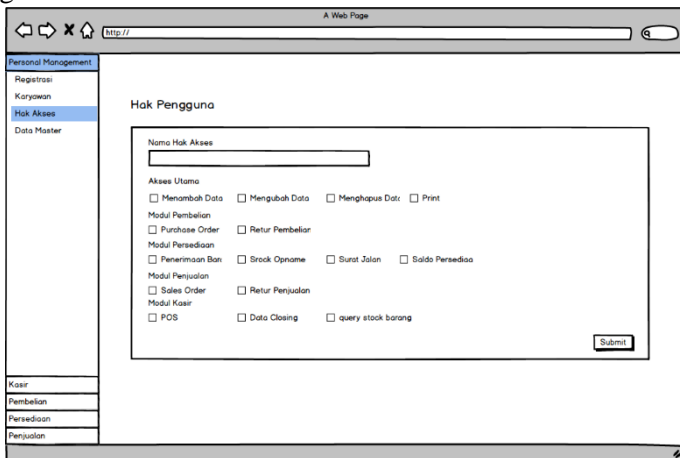 A Web Page
http://
Personal Management
Registrasi
Karyawan
Hak Akses
Data Master
Hak Pengguna
Nama Hak Akses
Akses Utama
Menambah Data Mengubah Data Menghapus Datc Print
Modul Pembelian
Purchase Order Retur Pembeliar
Modul Persediaan
Penerimaan Bari Srock Opname Surat Jalan Saldo Persediaa
Modul Penjualan
Sales Order Retur Penjualan
Modul Kasir
POS Data Closing query stock barang
Submit
Kasir
Pembelian
Persediaan
Penjualan